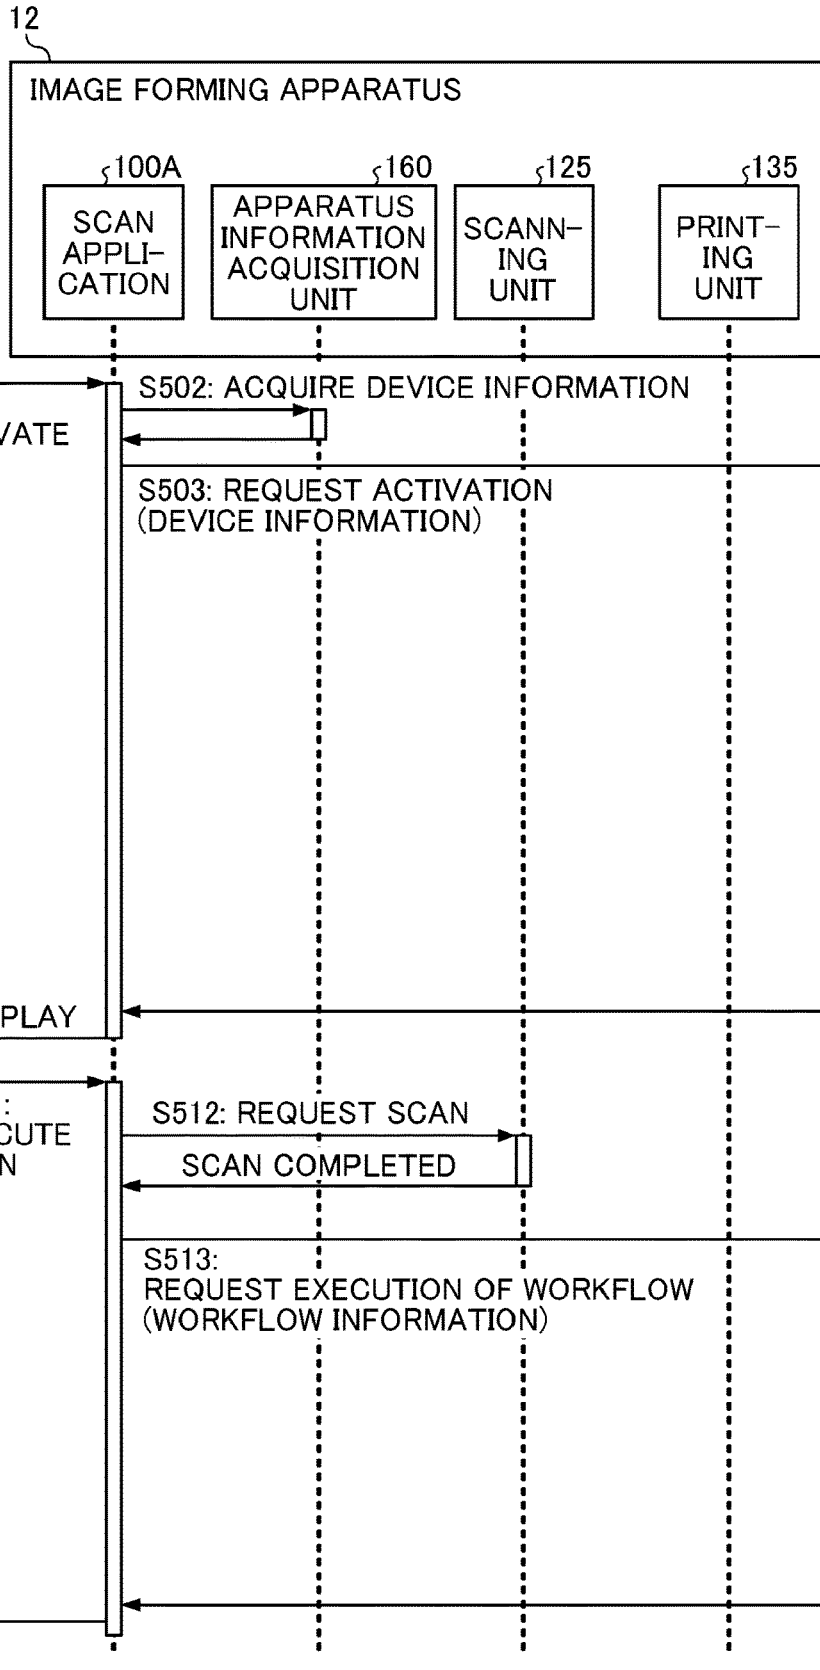 12
IMAGE FORMING APPARATUS
100A
160
125
135
SCAN
APPLI-
CATION
APPARATUS
INFORMATION
ACQUISITION
UNIT
SCANN-
ING
UNIT
PRINT-
ING
UNIT
S502: ACQUIRE DEVICE INFORMATION
VATE
S503: REQUEST ACTIVATION
(DEVICE INFORMATION)
PLAY
S512: REQUEST SCAN
:
CUTE
N
SCAN COMPLETED
S513:
REQUEST EXECUTION OF WORKFLOW
(WORKFLOW INFORMATION)